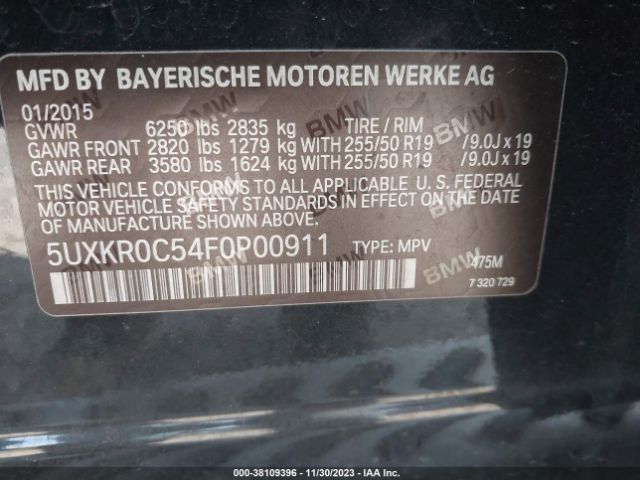 MFD BY BAYERISCHE MOTOREN WERKE AG
01/2015
GVWR 6250 lbs 2835 kg TIRE / RIM
GAWR FRONT 2820 lbs 1279 kg WITH 255/50 R19 /9.0J x 19
GAWR REAR 3580 lbs 1624 kg WITH 255/50 R19 /9.0J x 19
THIS VEHICLE CONFORMS TO ALL APPLICABLE U. S. FEDERAL
MOTOR VEHICLE SAFETY STANDARDS IN EFFECT ON THE DATE
OF MANUFACTURE SHOWN ABOVE.
5UXKR0C54F0P00911 TYPE: MPV
475M
7 320 729
000-38109396 - 11/30/2023 - IAA Inc.